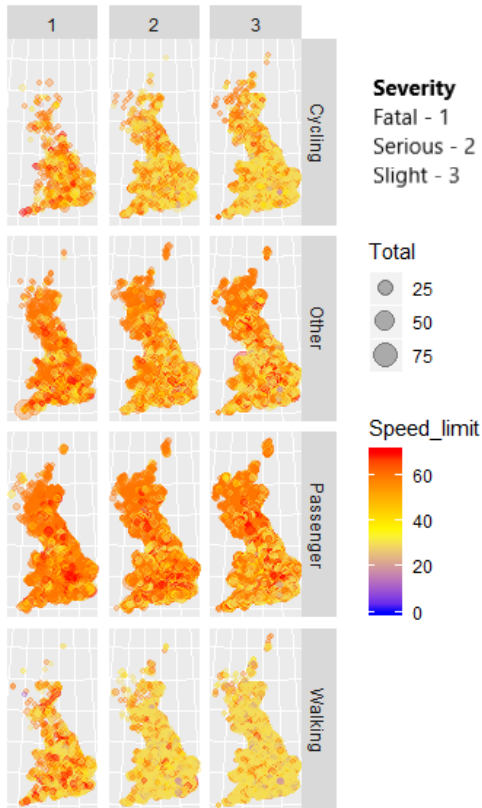 1 2 3
Cycling
Other
Passenger
Walking
Severity
Fatal - 1
Serious - 2
Slight - 3
Total
25
50
75
Speed_limit
60
40
20
0